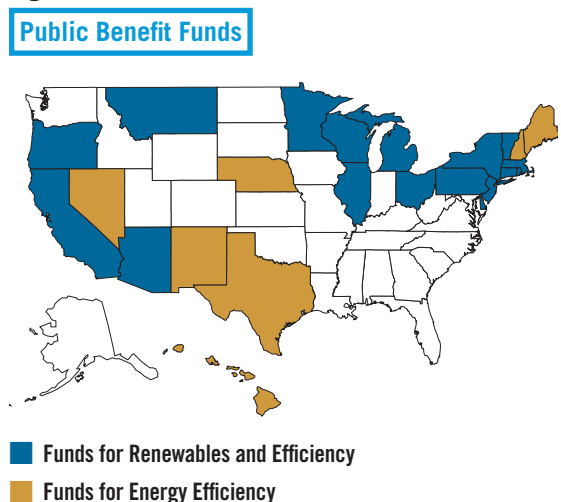 Public Benefit Funds
Funds for Renewables and Efficiency
Funds for Energy Efficiency